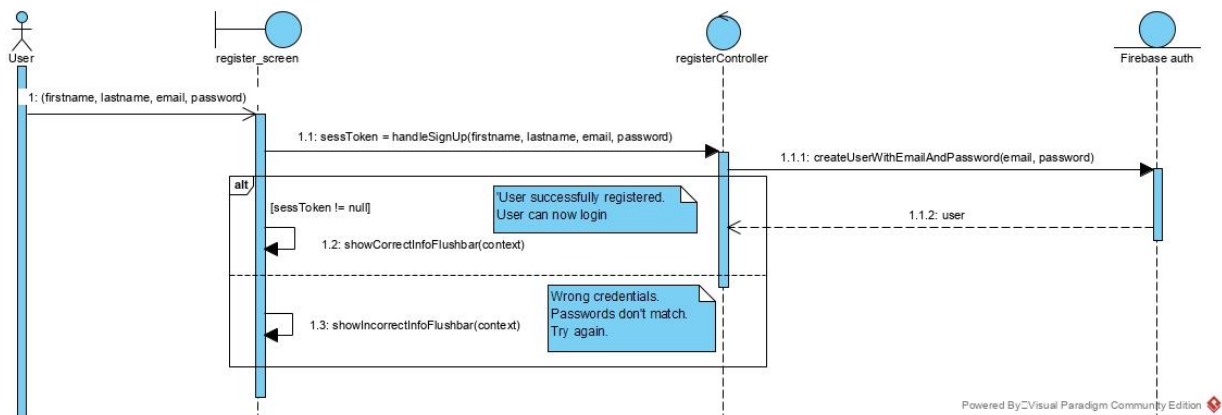 User
register_screen
registerController
Firebase auth
1: (firstname, lastname, email, password)
1.1: sessToken = handleSignUp(firstname, lastname, email, password)
1.1.1: createUserWithEmailAndPassword(email, password)
alt
[sessToken != null]
'User successfully registered.
User can now login
1.1.2: user
1.2: showCorrectInfoFlushbar(context)
Wrong credentials.
Passwords don't match.
Try again.
1.3: showIncorrectInfoFlushbar(context)
Powered By Visual Paradigm Community Edition